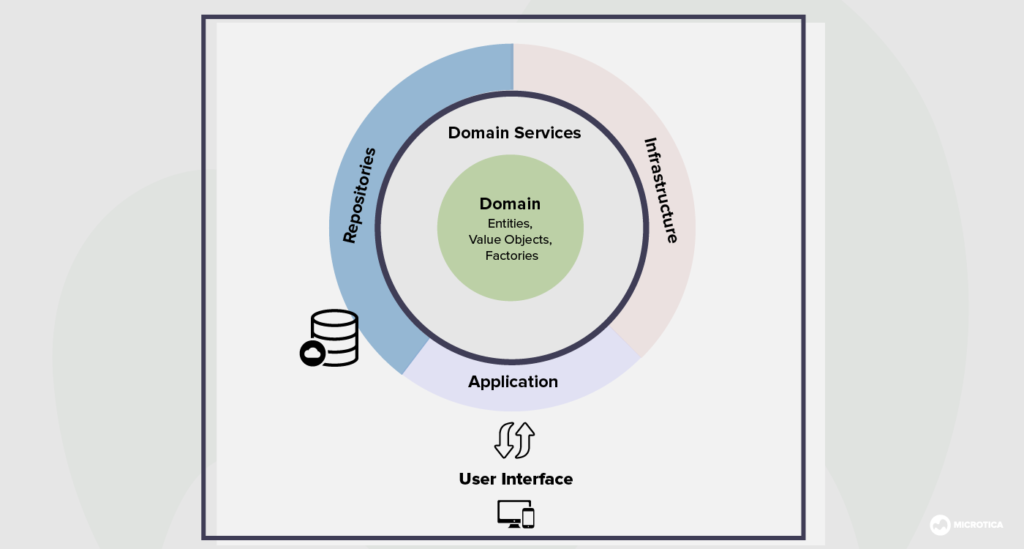 Domain Services
Repositories
Infrastructure
Domain
Entities,
Value Objects,
Factories
Application
User Interface
MICROTICA